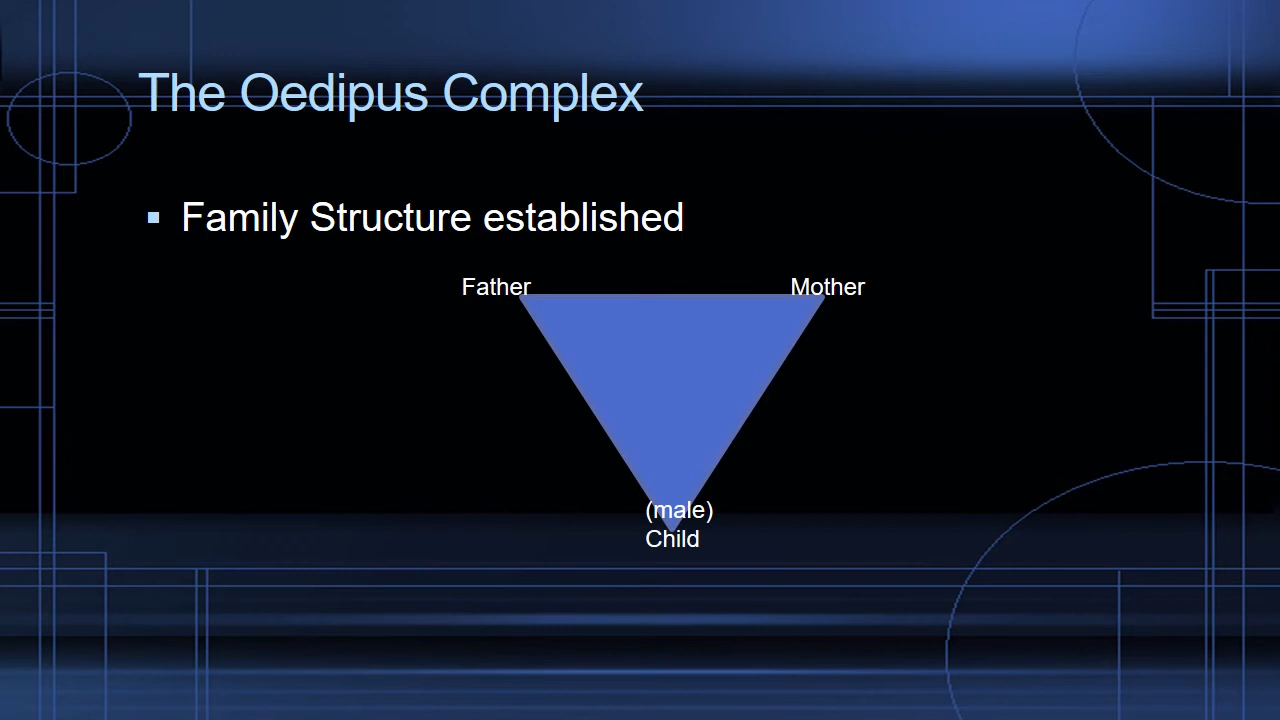 The Oedipus Complex
Family Structure established
Father
Mother
(male)
Child